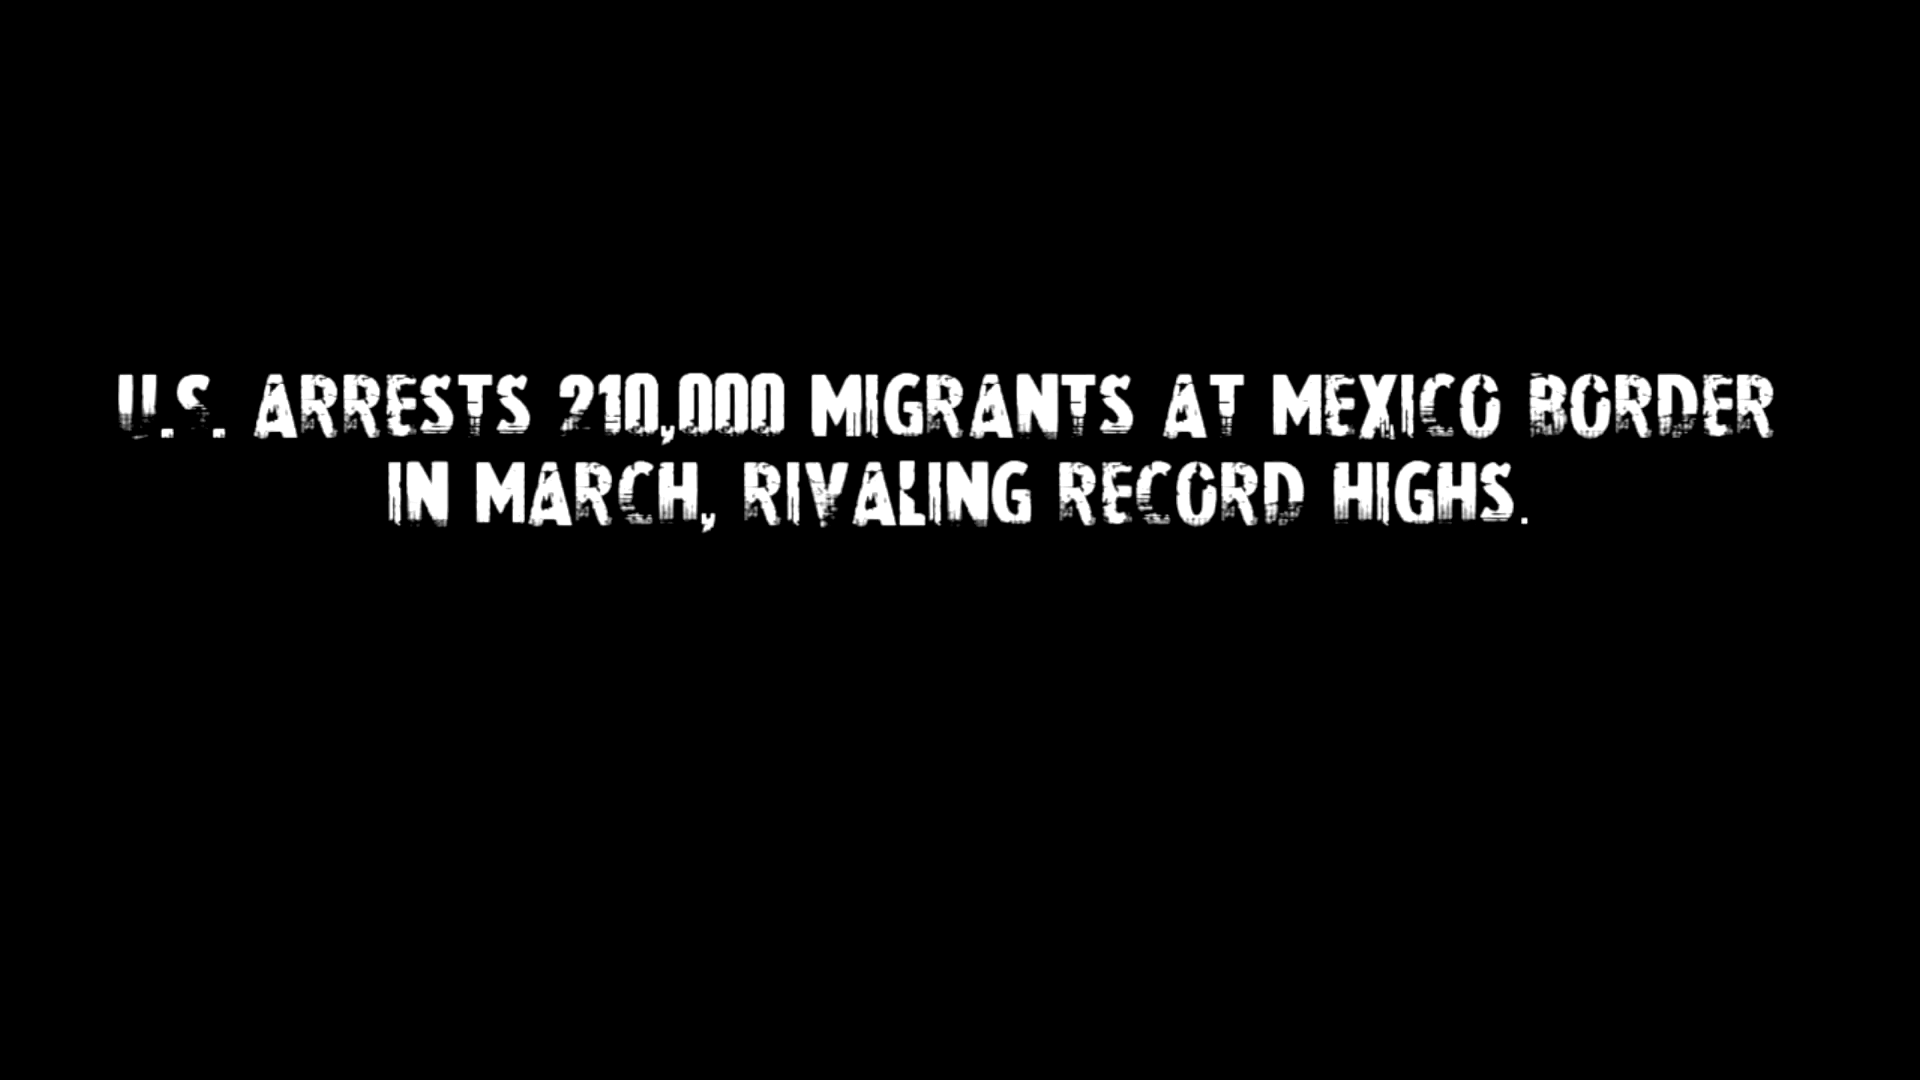 U.S. ARRESTS 210,000 MIGRANTS AT MEXICO BORDER
IN MARCH, RIVALING RECORD HIGHS.